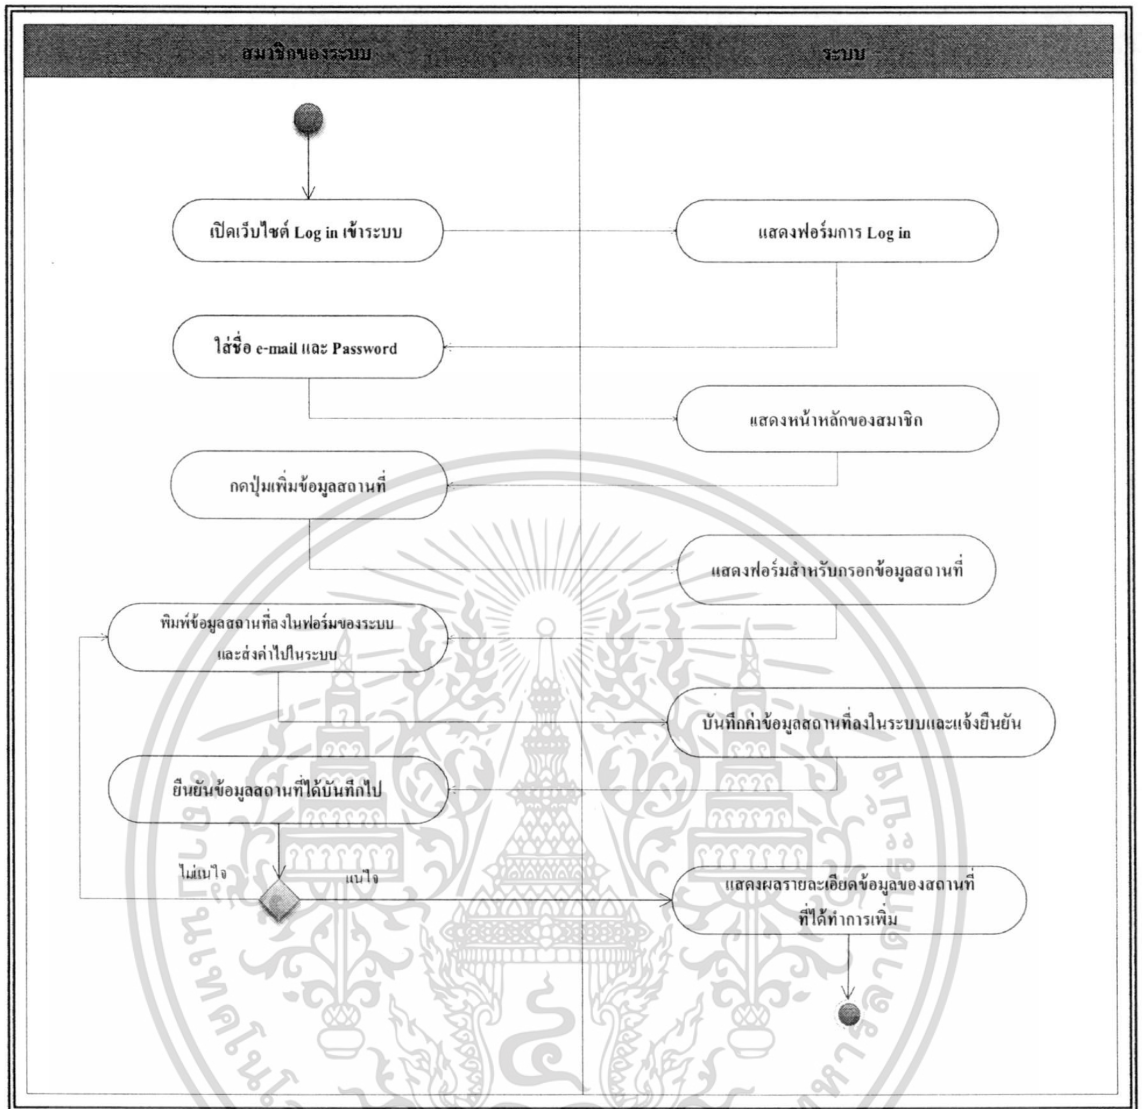 สมาชิกของระบบ
ระบบ
เปิดเว็บไซต์ Log in เข้าระบบ
แสดงฟอร์มการ Log in
ใส่ชื่อ e-mail และ Password
แสดงหน้าหลักของสมาชิก
กดปุ่มเพิ่มข้อมูลสถานที่
แสดงฟอร์มสำหรับกรอกข้อมูลสถานที่
พิมพ์ข้อมูลสถานที่ลงในฟอร์มของระบบ
และส่งค่าไปในระบบ
บันทึกค่าข้อมูลสถานที่ลงในระบบและแจ้งยืนยัน
ยืนยันข้อมูลสถานที่ได้บันทึกไป
ไม่แน่ใจ
แน่ใจ
แสดงผลรายละเอียดข้อมูลของสถานที่
ที่ได้ทำการเพิ่ม